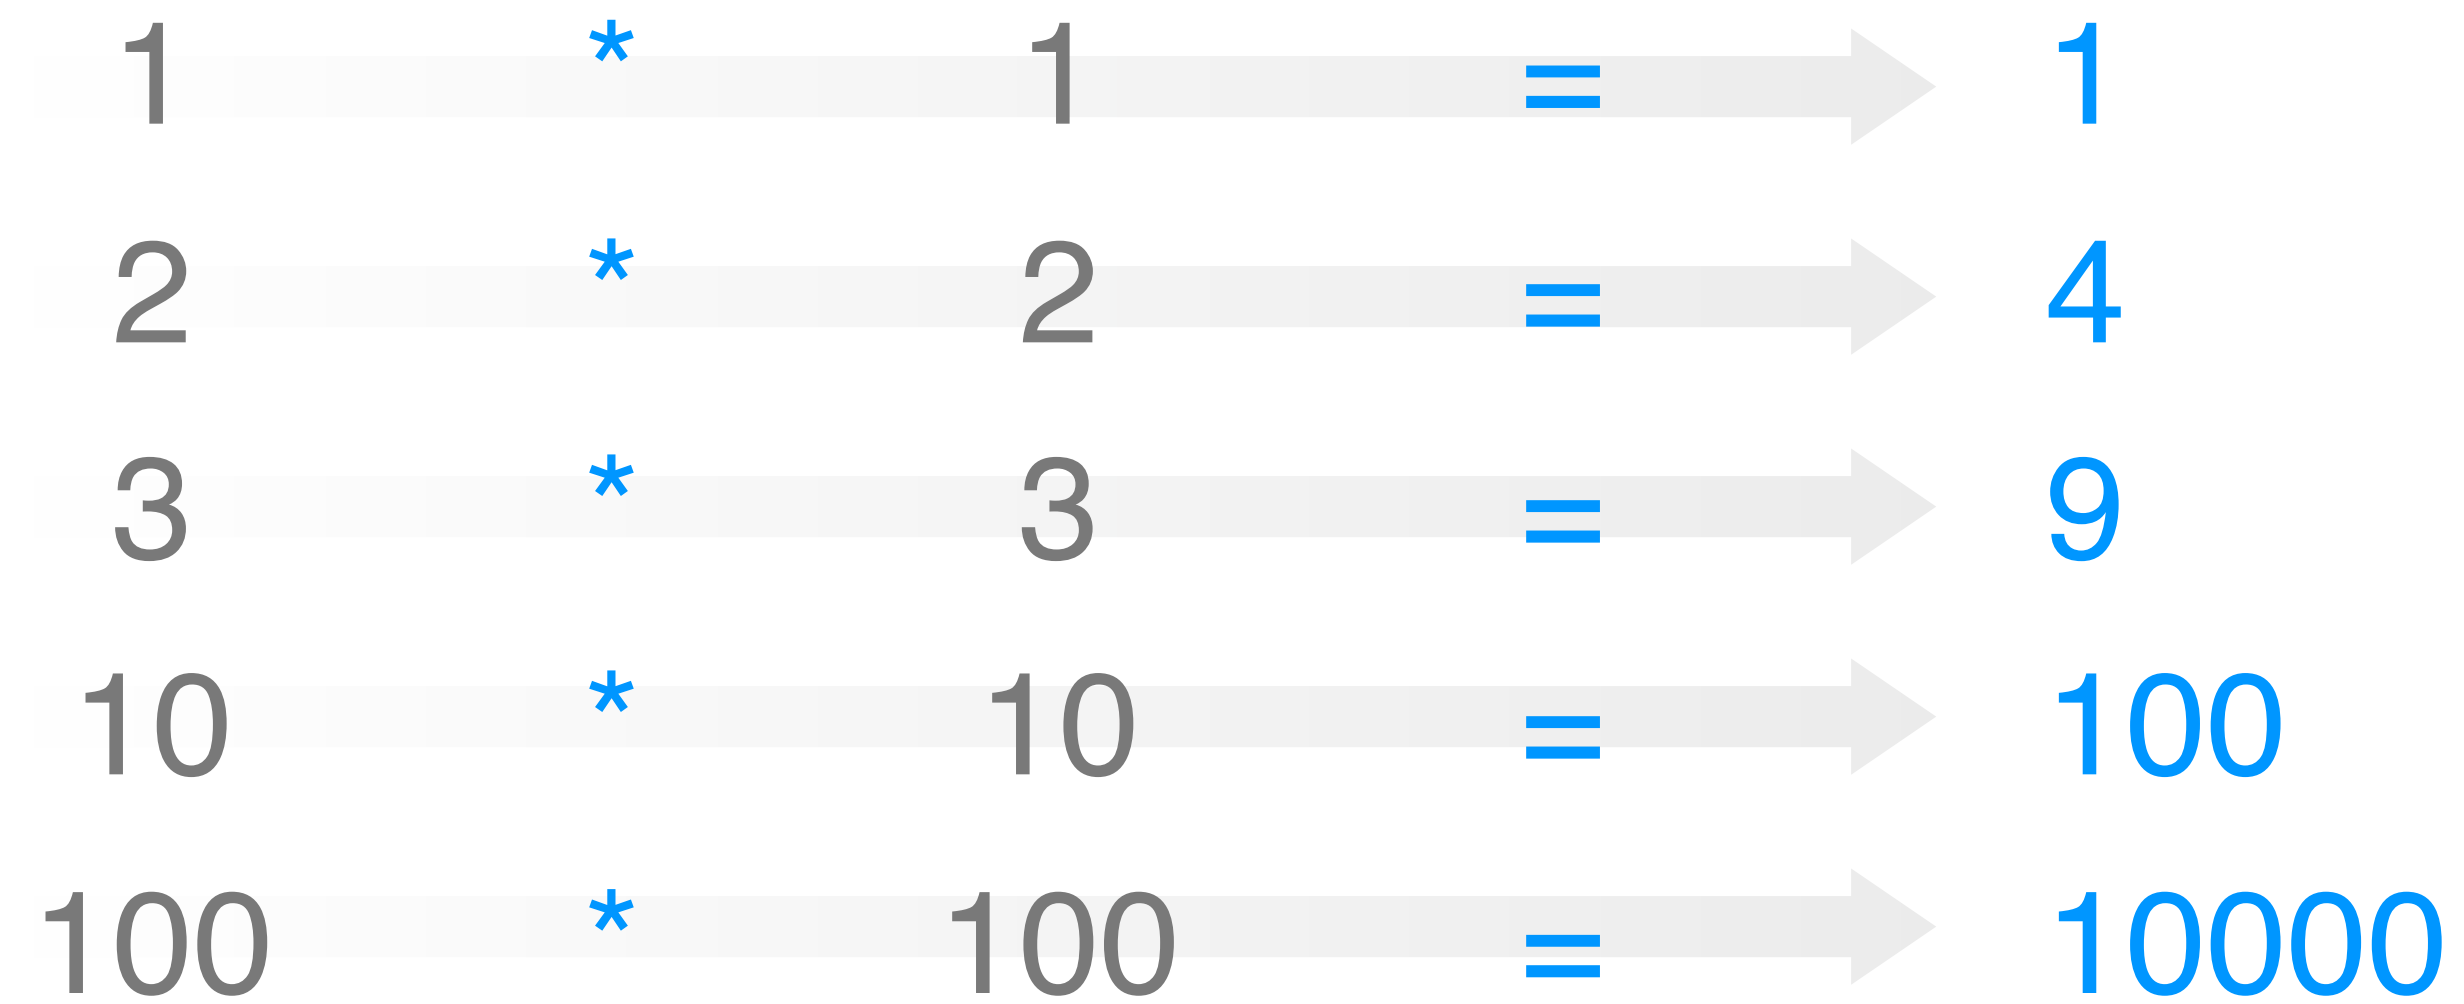 1 * 1 = 1
2 * 2 = 4
3 * 3 = 9
10 * 10 = 100
100 * 100 = 10000